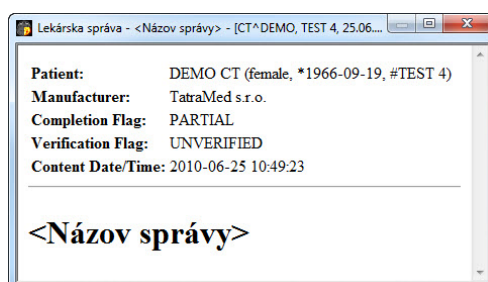 Lekárska správa - <Názov správy> - [CT^DEMO, TEST 4, 25.06....
Patient: DEMO CT (female, *1966-09-19, #TEST 4)
Manufacturer: TatraMed s.r.o.
Completion Flag: PARTIAL
Verification Flag: UNVERIFIED
Content Date/Time: 2010-06-25 10:49:23
<Názov správy>